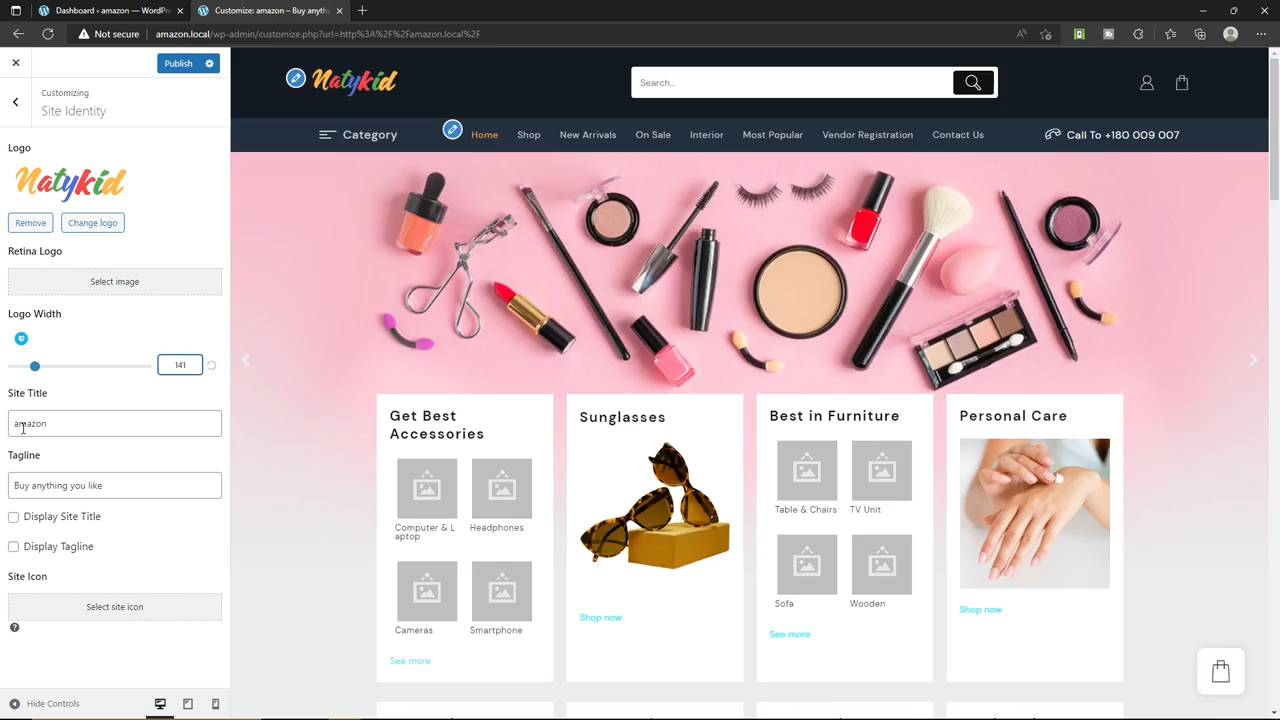 Dashboard ‹ amazon — WordPre
Customize: amazon – Buy anythi
Not secure
amazon.local/wp-admin/customize.php?url=http%3A%2F%2Famazon.local%2F
Publish
Customizing
Site Identity
Logo
Natykid
Remove
Change logo
Retina Logo
Select image
Logo Width
141
Site Title
amazon
Tagline
Buy anything you like
Display Site Title
Display Tagline
Site Icon
Select site icon
Hide Controls
Natykid
Search...
Category
Home
Shop
New Arrivals
On Sale
Interior
Most Popular
Vendor Registration
Contact Us
Call To +180 009 007
Get Best
Accessories
Computer & L
aptop
Headphones
Cameras
Smartphone
See more
Sunglasses
Shop now
Best in Furniture
Table & Chairs
TV Unit
Sofa
Wooden
See more
Personal Care
Shop now